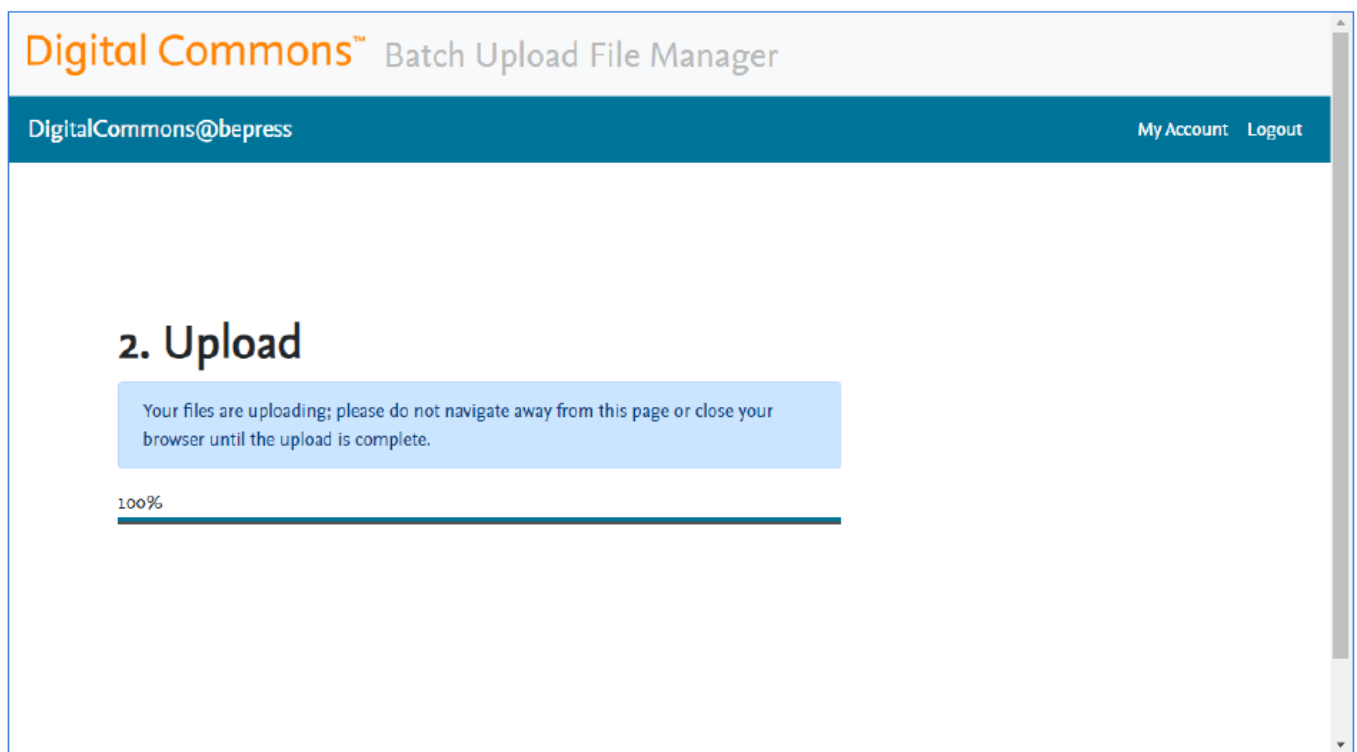 Digital Commons™ Batch Upload File Manager
DigitalCommons@bepress My Account Logout
2. Upload
Your files are uploading; please do not navigate away from this page or close your
browser until the upload is complete.
100%